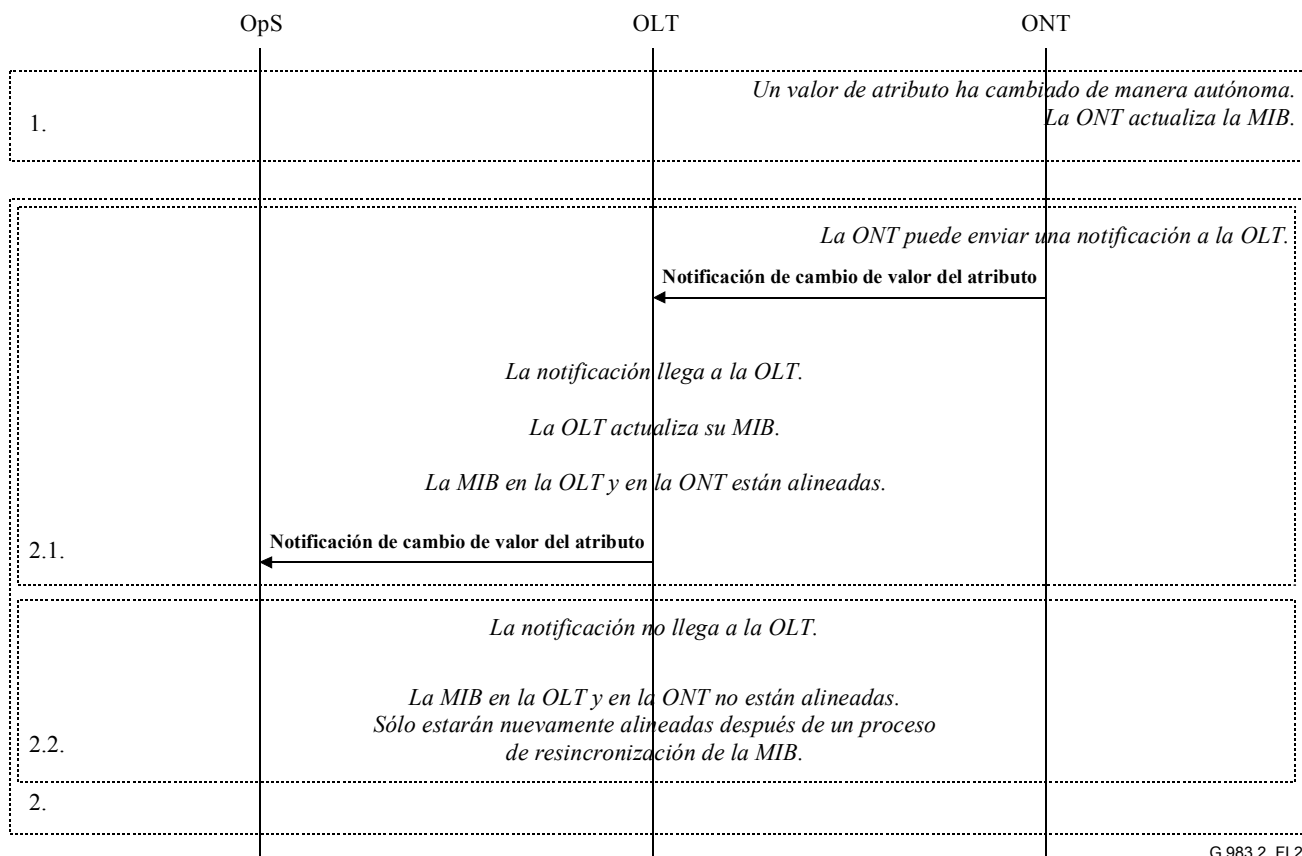 OpS OLT ONT
Un valor de atributo ha cambiado de manera autónoma.
La ONT actualiza la MIB.
1.
La ONT puede enviar una notificación a la OLT.
Notificación de cambio de valor del atributo
La notificación llega a la OLT.
La OLT actualiza su MIB.
La MIB en la OLT y en la ONT están alineadas.
Notificación de cambio de valor del atributo
2.1.
La notificación no llega a la OLT.
La MIB en la OLT y en la ONT no están alineadas.
Sólo estarán nuevamente alineadas después de un proceso
de resincronización de la MIB.
2.2.
2.